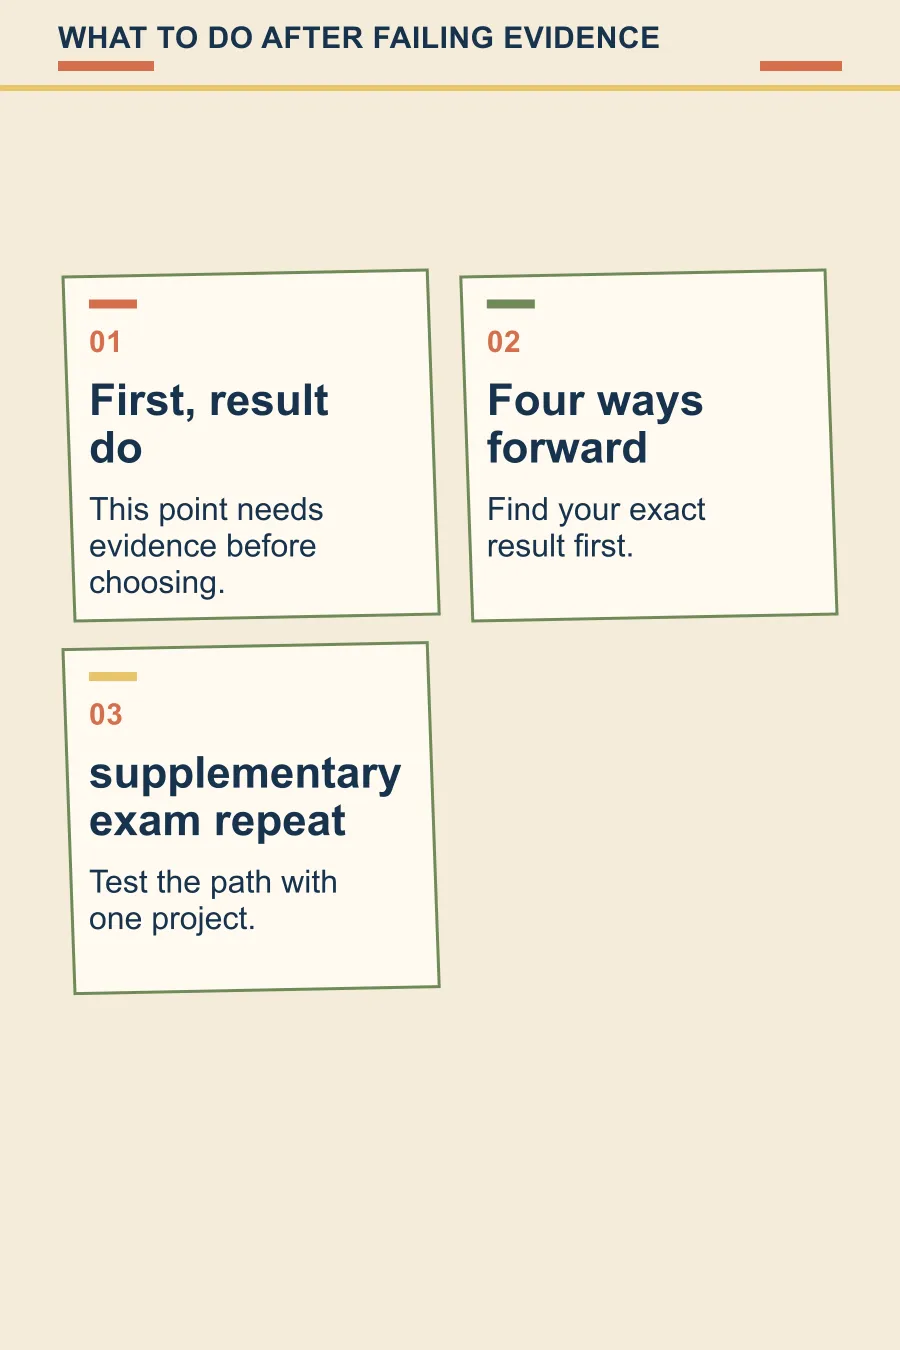 WHAT TO DO AFTER FAILING EVIDENCE
01
First, result
do
This point needs
evidence before
choosing.
02
Four ways
forward
Find your exact
result first.
03
supplementary
exam repeat
Test the path with
one project.